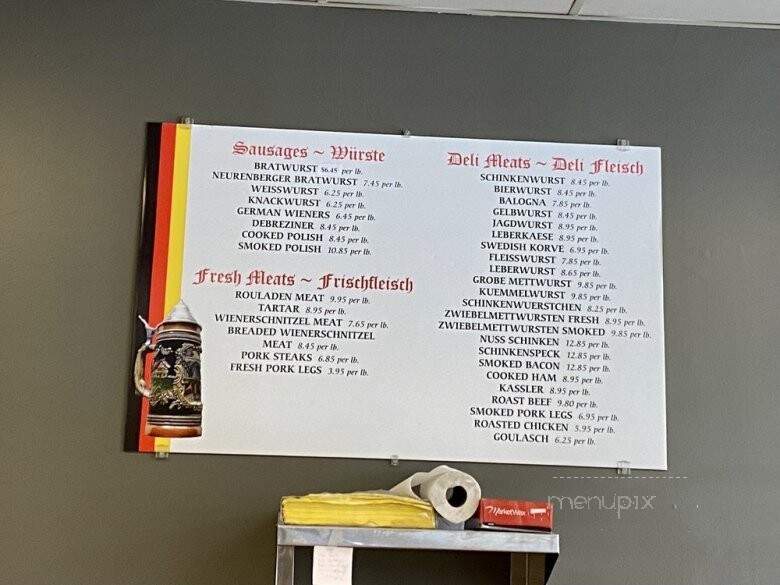 Sausages ~ Würste
BRATWURST $6.45 per lb.
NEURENBERGER BRATWURST 7.45 per lb.
WEISSWURST 6.25 per lb.
KNACKWURST 6.25 per lb.
GERMAN WIENERS 6.45 per lb.
DEBREZINER 8.45 per lb.
COOKED POLISH 8.45 per lb.
SMOKED POLISH 10.85 per lb.
Fresh Meats ~ Frischfleisch
ROULADEN MEAT 9.95 per lb.
TARTAR 8.95 per lb.
WIENERSCHNITZEL MEAT 7.65 per lb.
BREADED WIENERSCHNITZEL
MEAT 8.45 per lb.
PORK STEAKS 6.85 per lb.
FRESH PORK LEGS 3.95 per lb.
Deli Meats ~ Deli Fleisch
SCHINKENWURST 8.45 per lb.
BIERWURST 8.45 per lb.
BALOGNA 7.85 per lb.
GELBWURST 8.45 per lb.
JAGDWURST 8.95 per lb.
LEBERKAESE 8.95 per lb.
SWEDISH KORVE 6.95 per lb.
FLEISSWURST 7.85 per lb.
LEBERWURST 8.65 per lb.
GROBE METTWURST 9.85 per lb.
KUEMMELWURST 9.85 per lb.
SCHINKENWUERSTCHEN 8.25 per lb.
ZWIEBELMETTWURSTEN FRESH 8.95 per lb.
ZWIEBELMETTWURSTEN SMOKED 9.85 per lb.
NUSS SCHINKEN 12.85 per lb.
SCHINKENSPECK 12.85 per lb.
SMOKED BACON 12.85 per lb.
COOKED HAM 8.95 per lb.
KASSLER 8.95 per lb.
ROAST BEEF 9.80 per lb.
SMOKED PORK LEGS 6.95 per lb.
ROASTED CHICKEN 5.95 per lb.
GOULASCH 6.25 per lb.
MarketWax
menupix